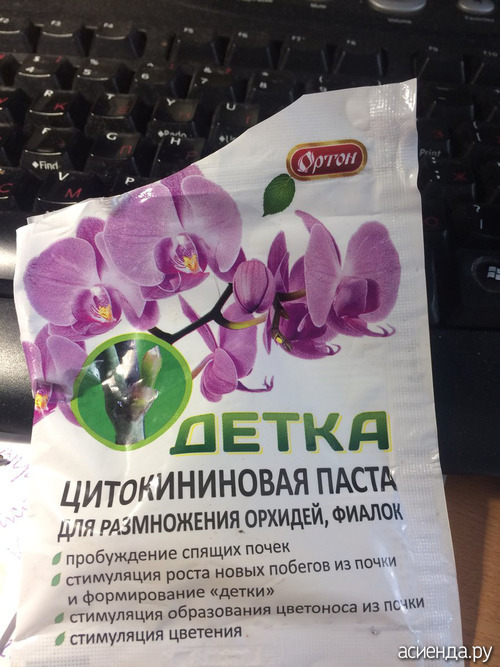 Ортон
ДЕТКА
ЦИТОКИНИНОВАЯ ПАСТА
ДЛЯ РАЗМНОЖЕНИЯ ОРХИДЕЙ, ФИАЛОК
пробуждение спящих почек
стимуляция роста новых побегов из почки
и формирование «детки»
стимуляция образования цветоноса из почки
стимуляция цветения
асиенда.ру